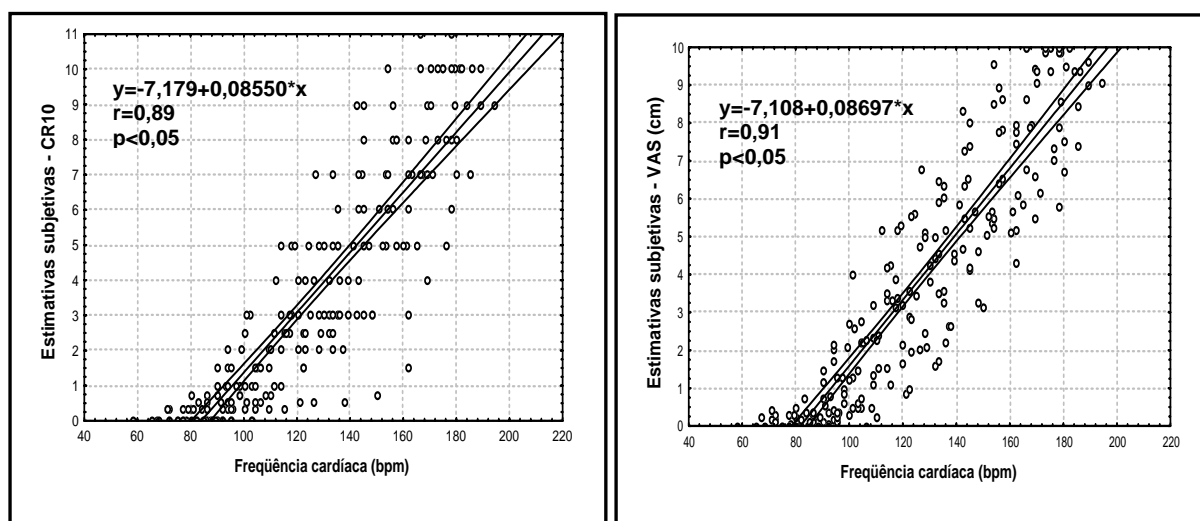 Estimativas subjetivas - CR10
11
10
9
8
7
6
5
4
3
2
1
0
y=-7,179+0,08550*x
r=0,89
p<0,05
40 60 80 100 120 140 160 180 200 220
Freqüência cardíaca (bpm)
Estimativas subjetivas - VAS (cm)
10
9
8
7
6
5
4
3
2
1
0
y=-7,108+0,08697*x
r=0,91
p<0,05
40 60 80 100 120 140 160 180 200 220
Freqüência cardíaca (bpm)